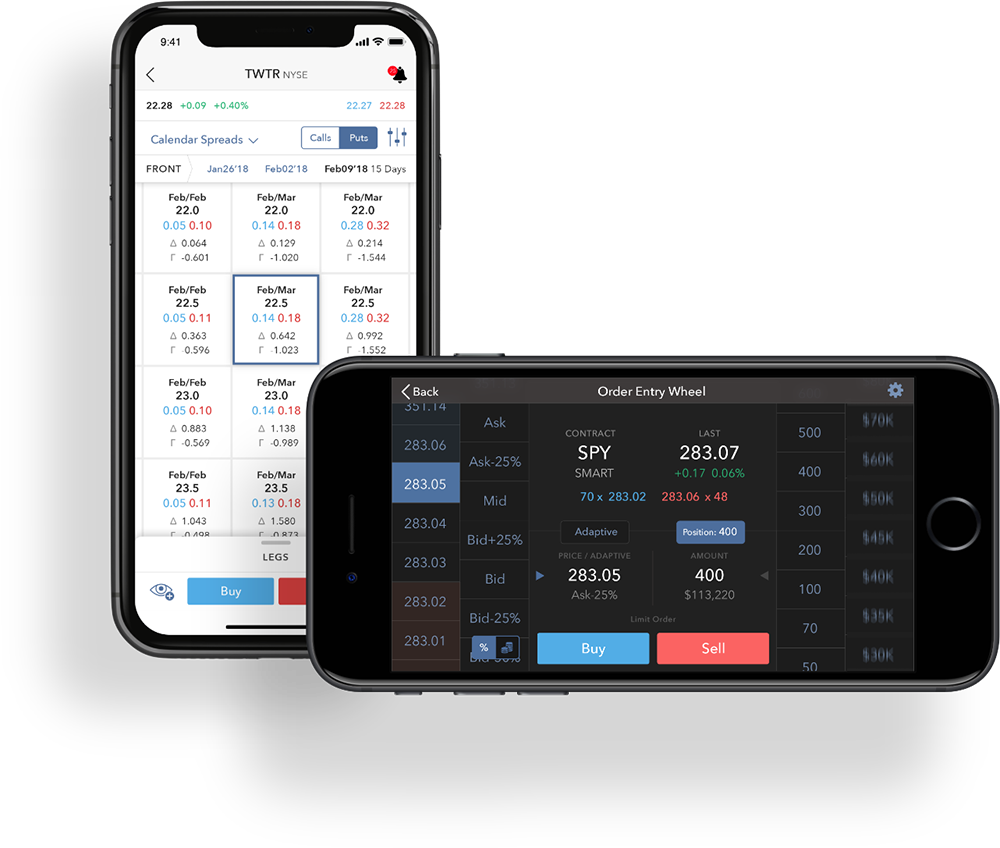 9:41
TWTR NYSE
22.28 +0.09 +0.40% 22.27 22.28
Calendar Spreads Calls Puts
FRONT Jan26'18 Feb02'18 Feb09'18 15 Days
Feb/Feb Feb/Mar Feb/Mar
22.0 22.0 22.0
0.05 0.10 0.14 0.18 0.28 0.32
Δ 0.064 Δ 0.129 Δ 0.214
Γ -0.601 Γ -1.020 Γ -1.544
Feb/Feb Feb/Mar Feb/Mar
22.5 22.5 22.5
0.05 0.11 0.14 0.18 0.28 0.32
Δ 0.363 Δ 0.642 Δ 0.992
Γ -0.596 Γ -1.023 Γ -1.552
Feb/Feb Feb/Mar
23.0 23.0
0.05 0.10 0.14 0.18
Δ 0.883 Δ 1.138
Γ -0.569 Γ -0.989
Feb/Feb Feb/Mar
23.5 23.5
0.05 0.11 0.13 0.18
Δ 1.043 Δ 1.580
Γ -0.498 Γ -0.873
LEGS
Buy
Back Order Entry Wheel
351.14
283.06
283.05
283.04
283.03
283.02
283.01
Ask
Ask-25%
Mid
Bid+25%
Bid
Bid-25%
Bid-50%
%
CONTRACT LAST
SPY 283.07
SMART +0.17 0.06%
70 x 283.02 283.06 x 48
Adaptive Position: 400
PRICE / ADAPTIVE AMOUNT
283.05 400
Ask-25% $113,220
Limit Order
Buy Sell
500
400
300
200
100
70
50
$70K
$60K
$50K
$45K
$40K
$35K
$30K